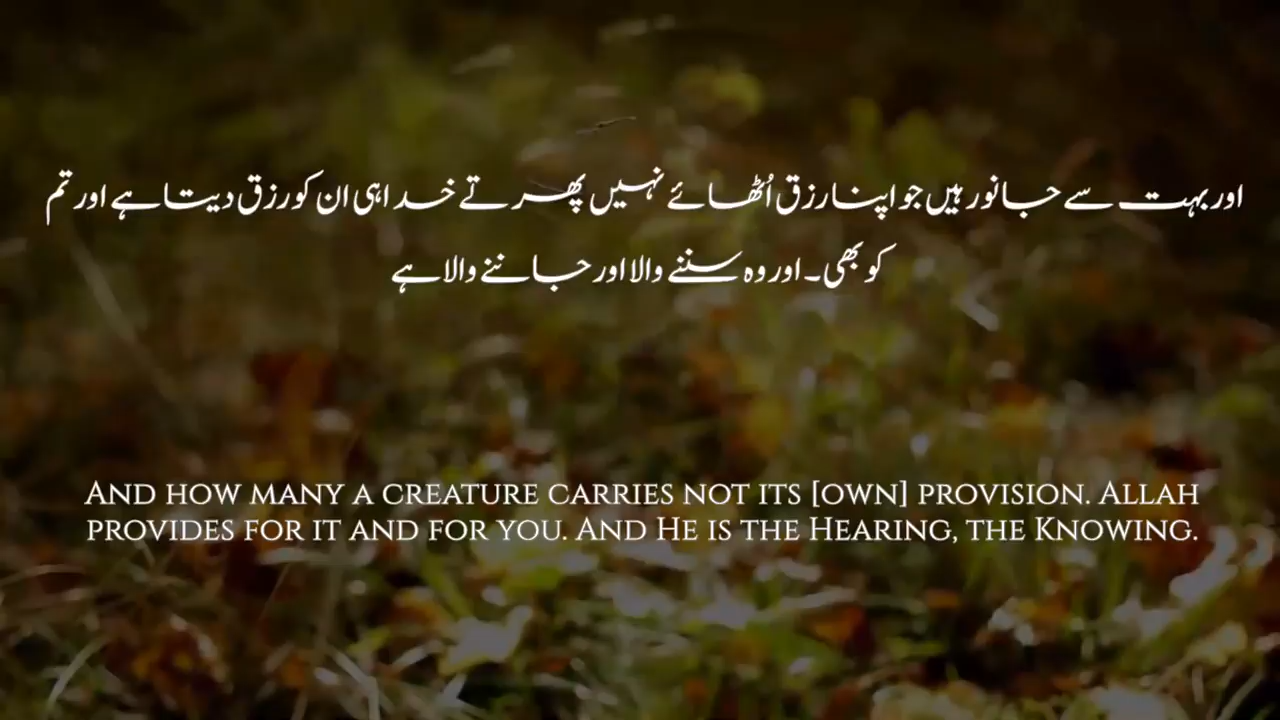 اور بہت سے جانور ہیں جو اپنا رزق اُٹھائے نہیں پھرتے خدا ہی ان کو رزق دیتا ہے اور تم
کو بھی۔ اور وہ سننے والا اور جاننے والا ہے
And how many a creature carries not its [own] provision. Allah
provides for it and for you. And He is the Hearing, the Knowing.